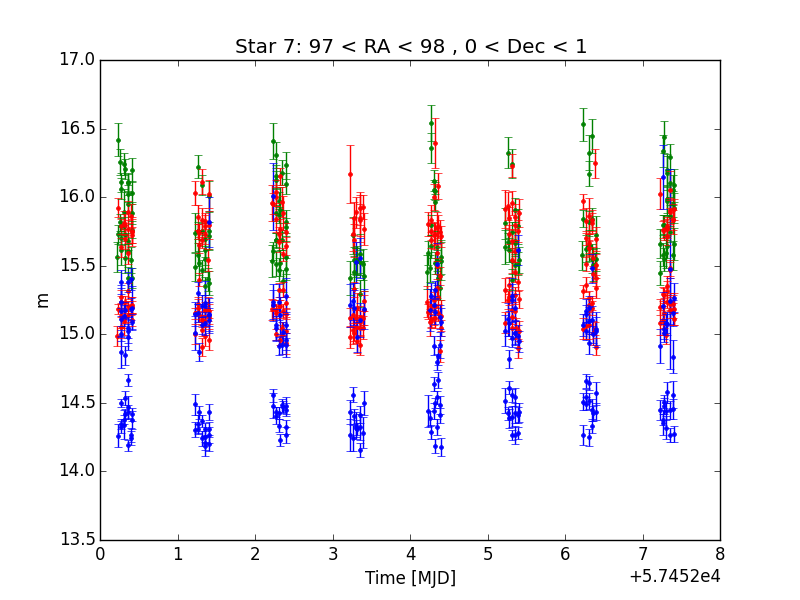 Star 7: 97 < RA < 98 , 0 < Dec < 1
17.0
16.5
16.0
15.5
15.0
14.5
14.0
13.5
m
0 1 2 3 4 5 6 7 8
Time [MJD]
+5.7452e4